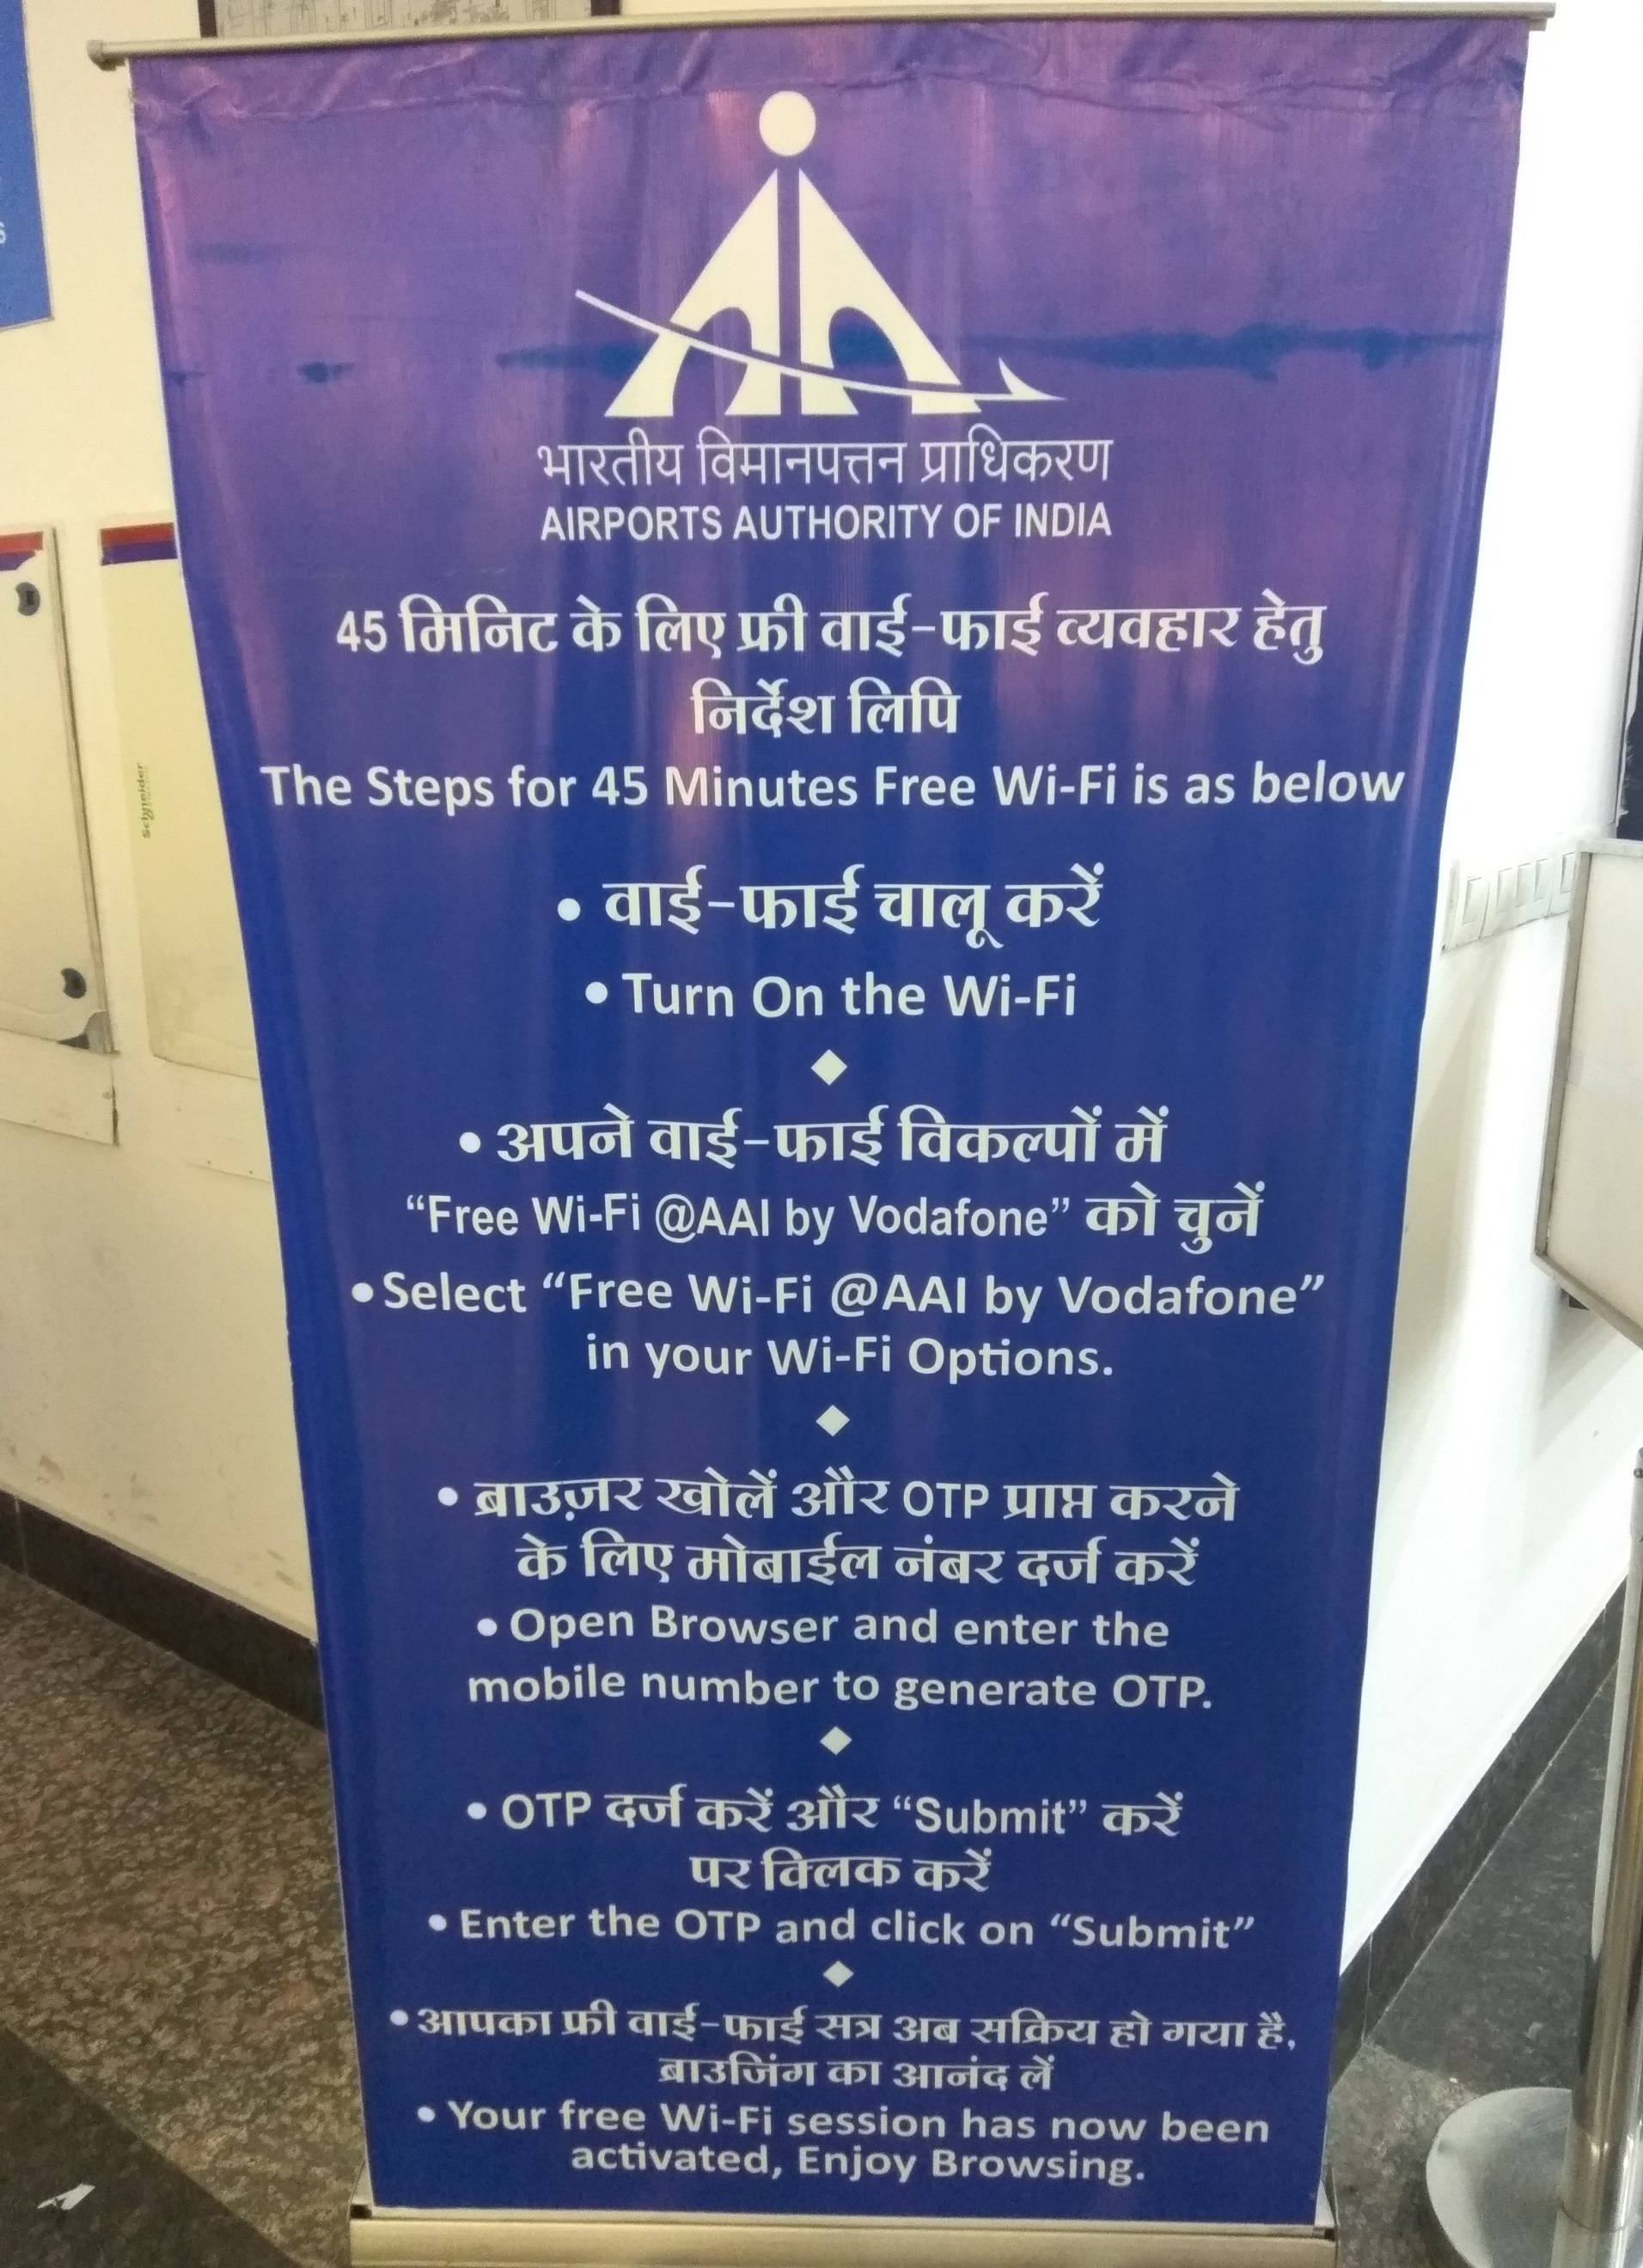 भारतीय विमानपत्तन प्राधिकरण
AIRPORTS AUTHORITY OF INDIA
45 मिनिट के लिए फ्री वाई-फाई व्यवहार हेतु
निर्देश लिपि
The Steps for 45 Minutes Free Wi-Fi is as below
• वाई-फाई चालू करें
• Turn On the Wi-Fi
• अपने वाई-फाई विकल्पों में
“Free Wi-Fi @AAI by Vodafone” को चुनें
• Select “Free Wi-Fi @AAI by Vodafone”
in your Wi-Fi Options.
• ब्राउज़र खोलें और OTP प्राप्त करने
के लिए मोबाईल नंबर दर्ज करें
• Open Browser and enter the
mobile number to generate OTP.
• OTP दर्ज करें और “Submit” करें
पर क्लिक करें
• Enter the OTP and click on “Submit”
• आपका फ्री वाई-फाई सत्र अब सक्रिय हो गया है,
ब्राउजिंग का आनंद लें
• Your free Wi-Fi session has now been
activated, Enjoy Browsing.
Schneider